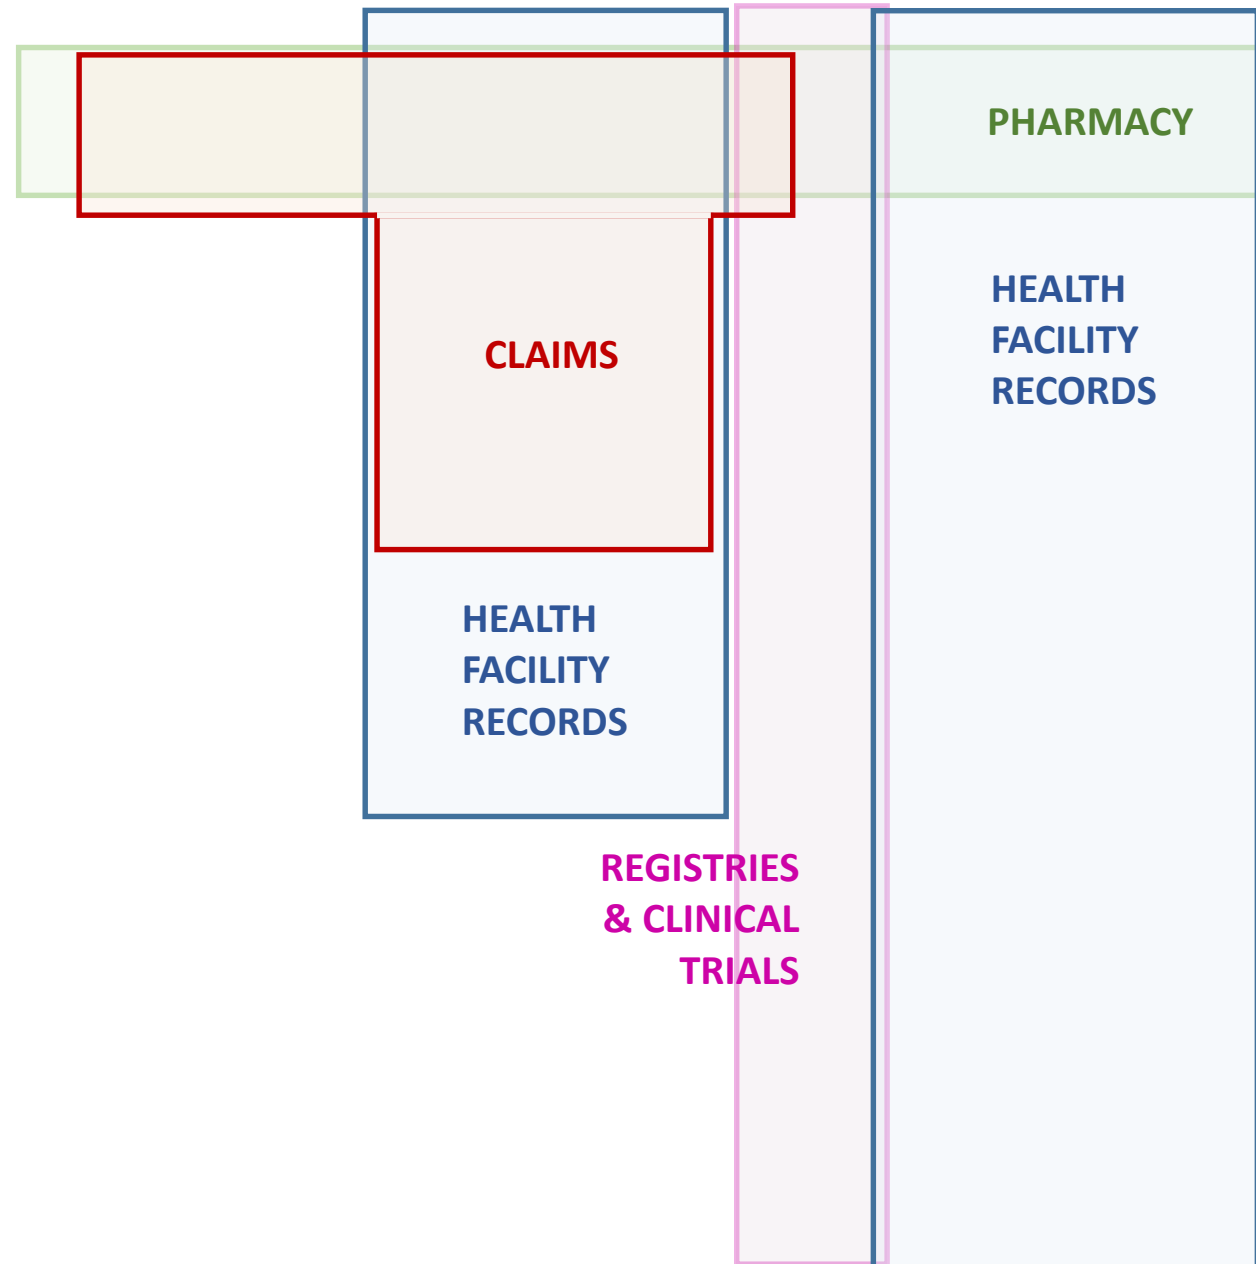 PHARMACY
HEALTH
FACILITY
RECORDS
CLAIMS
HEALTH
FACILITY
RECORDS
REGISTRIES
& CLINICAL
TRIALS